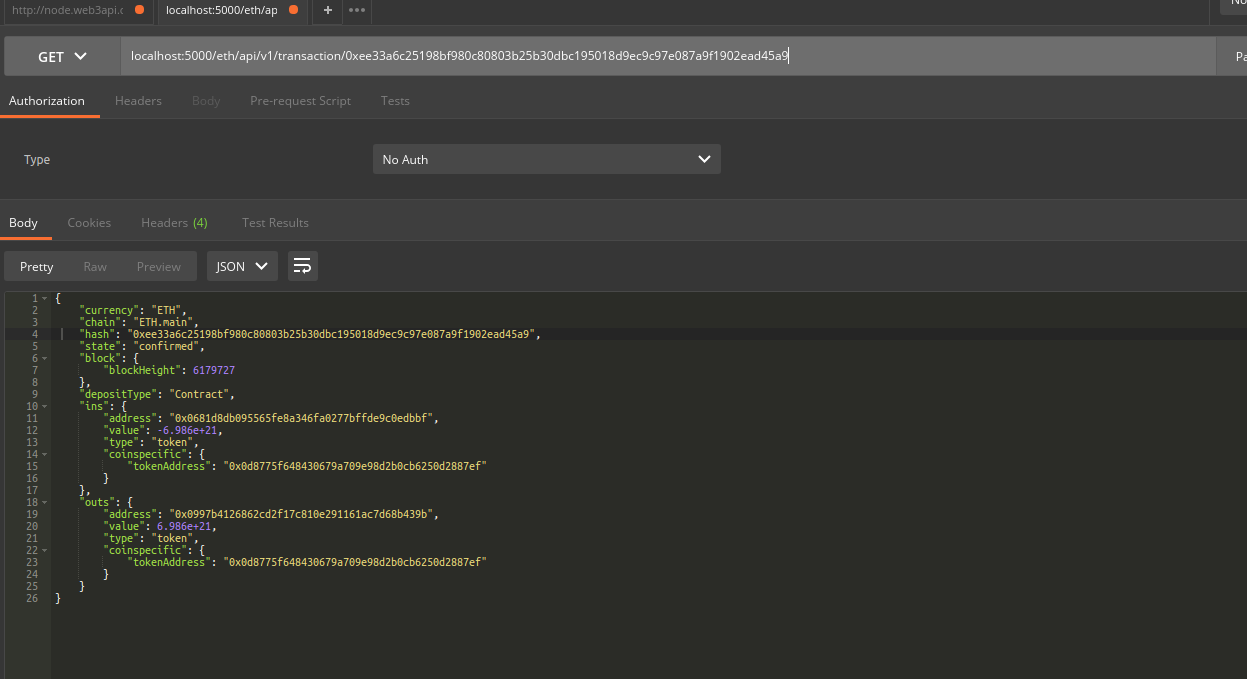 http://node.web3api.c localhost:5000/eth/ap + ••• No
GET localhost:5000/eth/api/v1/transaction/0xee33a6c25198bf980c80803b25b30dbc195018d9ec9c97e087a9f1902ead45a9 Pa
Authorization Headers Body Pre-request Script Tests
Type No Auth
Body Cookies Headers (4) Test Results
Pretty Raw Preview JSON
1 {
2 "currency": "ETH",
3 "chain": "ETH.main",
4 "hash": "0xee33a6c25198bf980c80803b25b30dbc195018d9ec9c97e087a9f1902ead45a9",
5 "state": "confirmed",
6 "block": {
7 "blockHeight": 6179727
8 },
9 "depositType": "Contract",
10 "ins": {
11 "address": "0x0681d8db095565fe8a346fa0277bffde9c0edbbf",
12 "value": -6.986e+21,
13 "type": "token",
14 "coinspecific": {
15 "tokenAddress": "0x0d8775f648430679a709e98d2b0cb6250d2887ef"
16 }
17 },
18 "outs": {
19 "address": "0x0997b4126862cd2f17c810e291161ac7d68b439b",
20 "value": 6.986e+21,
21 "type": "token",
22 "coinspecific": {
23 "tokenAddress": "0x0d8775f648430679a709e98d2b0cb6250d2887ef"
24 }
25 }
26 }